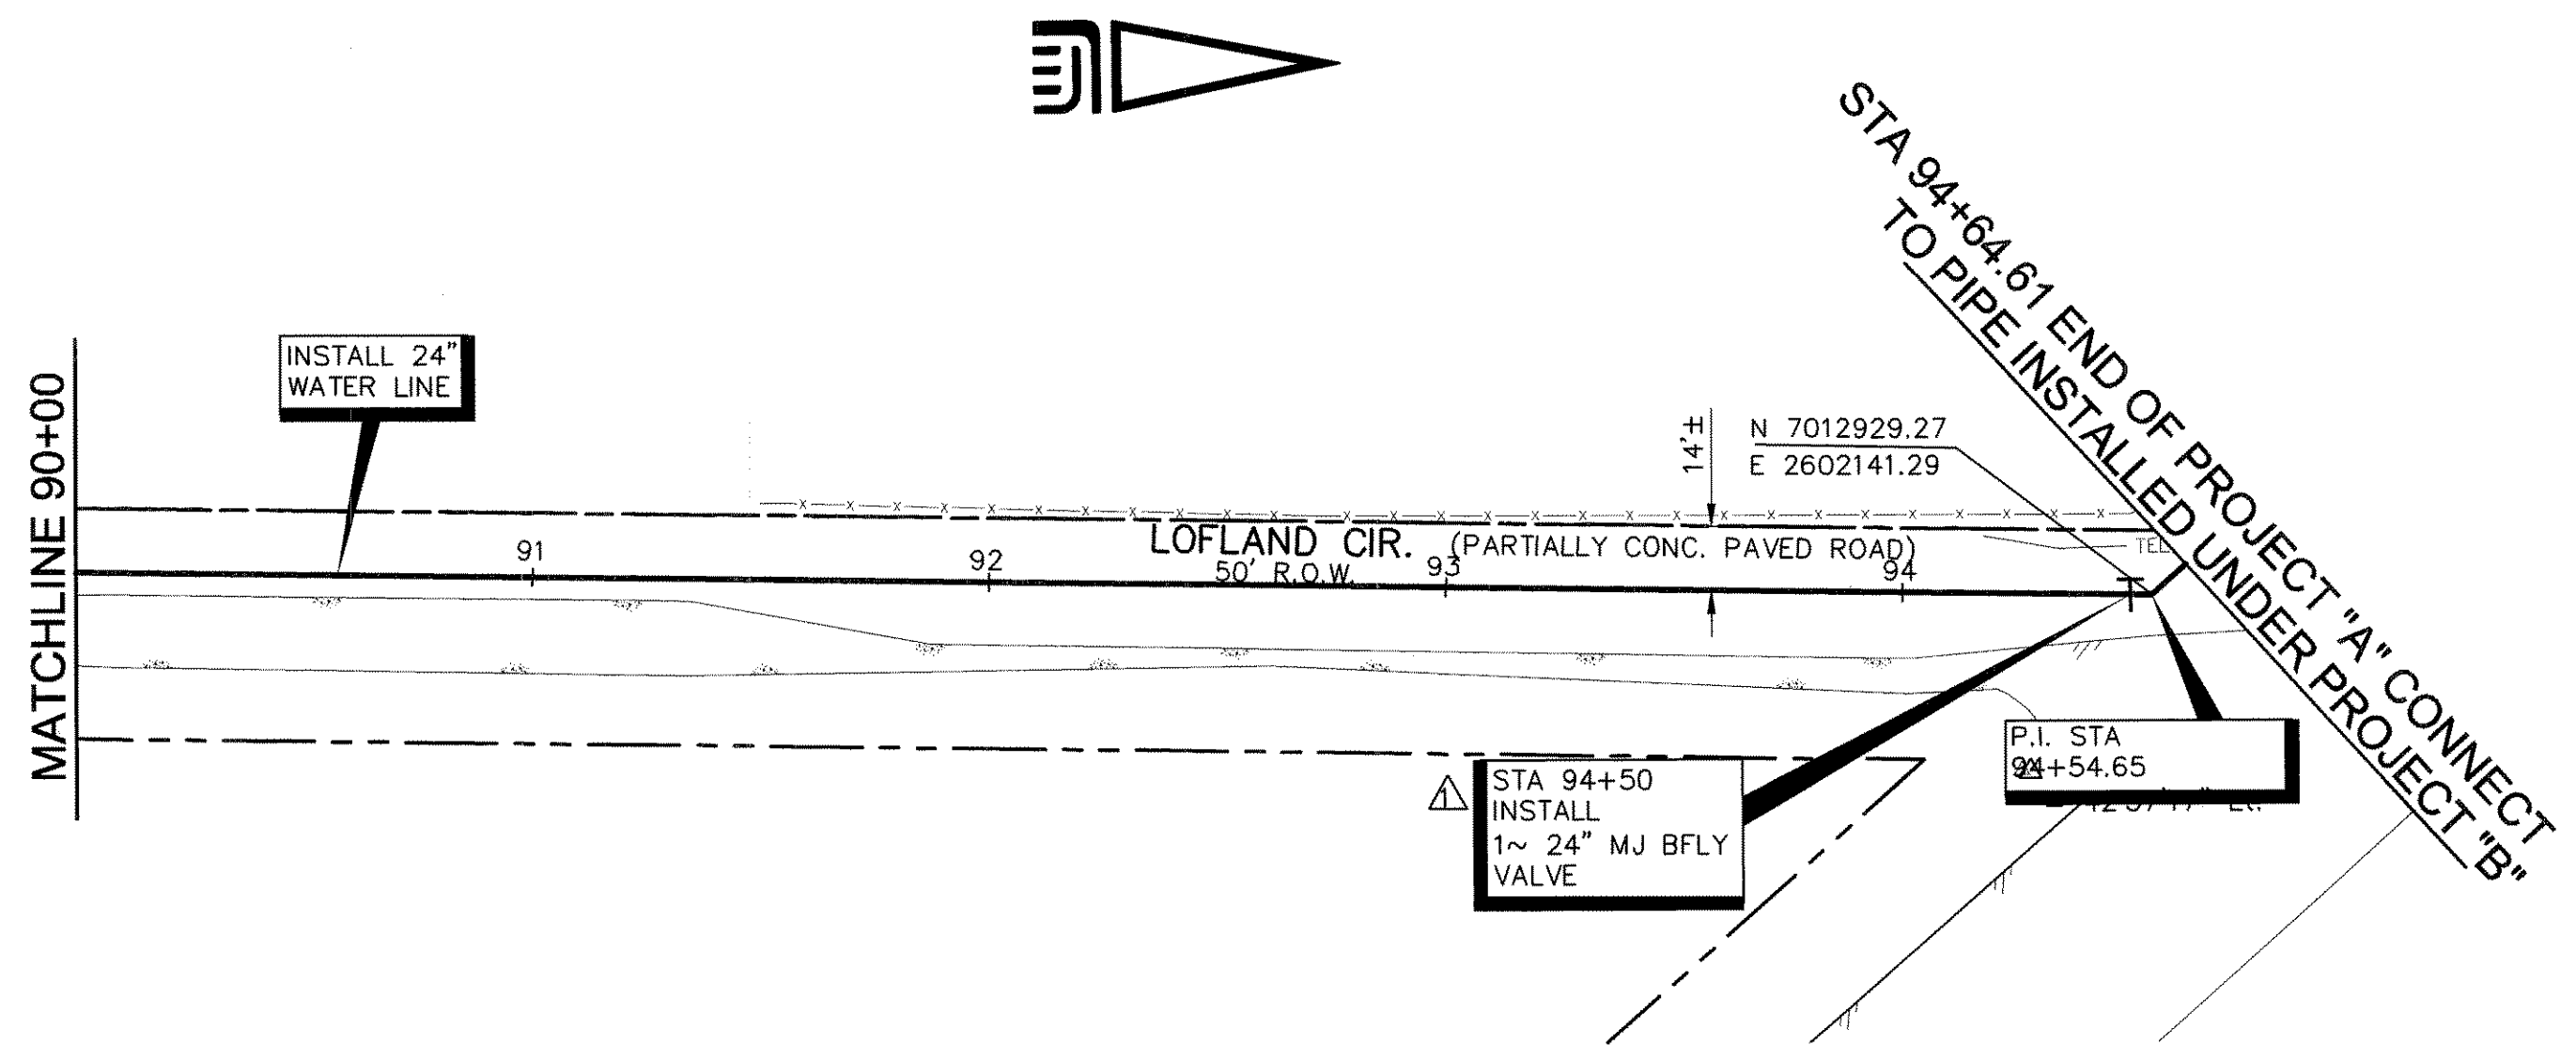 STA 94+64.61 END OF PROJECT "A" CONNECT
TO PIPE INSTALLED UNDER PROJECT "B"
MATCHLINE 90+00
INSTALL 24"
WATER LINE
14'±
N 7012929.27
E 2602141.29
91
92
93
94
LOFLAND CIR. (PARTIALLY CONC. PAVED ROAD)
50' R.O.W.
TEL
1
STA 94+50
INSTALL
1~ 24" MJ BFLY
VALVE
P.I. STA
94+54.65